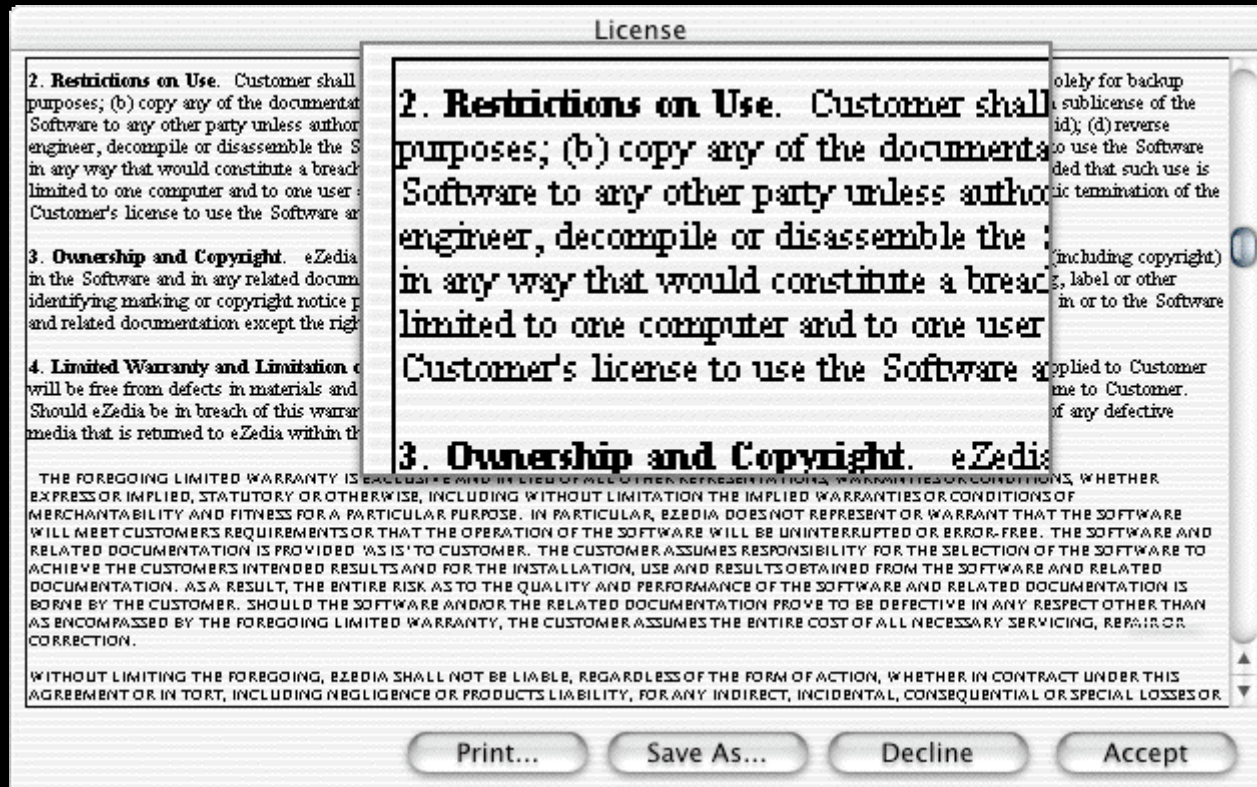 License
2. Restrictions on Use. Customer shall
purposes; (b) copy any of the documentat
Software to any other party unless author
engineer, decompile or disassemble the S
in any way that would constitute a breach
limited to one computer and to one user
Customer's license to use the Software an
3. Ownership and Copyright. eZedia
in the Software and in any related docum
identifying marking or copyright notice p
and related documentation except the righ
4. Limited Warranty and Limitation o
will be free from defects in materials and
Should eZedia be in breach of this warran
media that is returned to eZedia within th
2. Restrictions on Use. Customer shall
purposes; (b) copy any of the documenta
Software to any other party unless autho
engineer, decompile or disassemble the
in any way that would constitute a breac
limited to one computer and to one user
Customer's license to use the Software a
3. Ownership and Copyright. eZedia
olely for backup
sublicense of the
id); (d) reverse
to use the Software
ded that such use is
ic termination of the
(including copyright)
g, label or other
in or to the Software
pplied to Customer
me to Customer.
of any defective
THE FOREGOING LIMITED WARRANTY IS EXCLUSIVE AND IN LIEU OF ALL OTHER REPRESENTATIONS, WARRANTIES OR CONDITIONS, WHETHER
EXPRESS OR IMPLIED, STATUTORY OR OTHERWISE, INCLUDING WITHOUT LIMITATION THE IMPLIED WARRANTIES OR CONDITIONS OF
MERCHANTABILITY AND FITNESS FOR A PARTICULAR PURPOSE. IN PARTICULAR, EZEDIA DOES NOT REPRESENT OR WARRANT THAT THE SOFTWARE
WILL MEET CUSTOMERS REQUIREMENTS OR THAT THE OPERATION OF THE SOFTWARE WILL BE UNINTERRUPTED OR ERROR-FREE. THE SOFTWARE AND
RELATED DOCUMENTATION IS PROVIDED 'AS IS' TO CUSTOMER. THE CUSTOMER ASSUMES RESPONSIBILITY FOR THE SELECTION OF THE SOFTWARE TO
ACHIEVE THE CUSTOMERS INTENDED RESULTS AND FOR THE INSTALLATION, USE AND RESULTS OBTAINED FROM THE SOFTWARE AND RELATED
DOCUMENTATION. AS A RESULT, THE ENTIRE RISK AS TO THE QUALITY AND PERFORMANCE OF THE SOFTWARE AND RELATED DOCUMENTATION IS
BORNE BY THE CUSTOMER. SHOULD THE SOFTWARE AND/OR THE RELATED DOCUMENTATION PROVE TO BE DEFECTIVE IN ANY RESPECT OTHER THAN
AS ENCOMPASSED BY THE FOREGOING LIMITED WARRANTY, THE CUSTOMER ASSUMES THE ENTIRE COST OF ALL NECESSARY SERVICING, REPAIR OR
CORRECTION.
WITHOUT LIMITING THE FOREGOING, EZEDIA SHALL NOT BE LIABLE, REGARDLESS OF THE FORM OF ACTION, WHETHER IN CONTRACT UNDER THIS
AGREEMENT OR IN TORT, INCLUDING NEGLIGENCE OR PRODUCTS LIABILITY, FOR ANY INDIRECT, INCIDENTAL, CONSEQUENTIAL OR SPECIAL LOSSES OR
Print...
Save As...
Decline
Accept